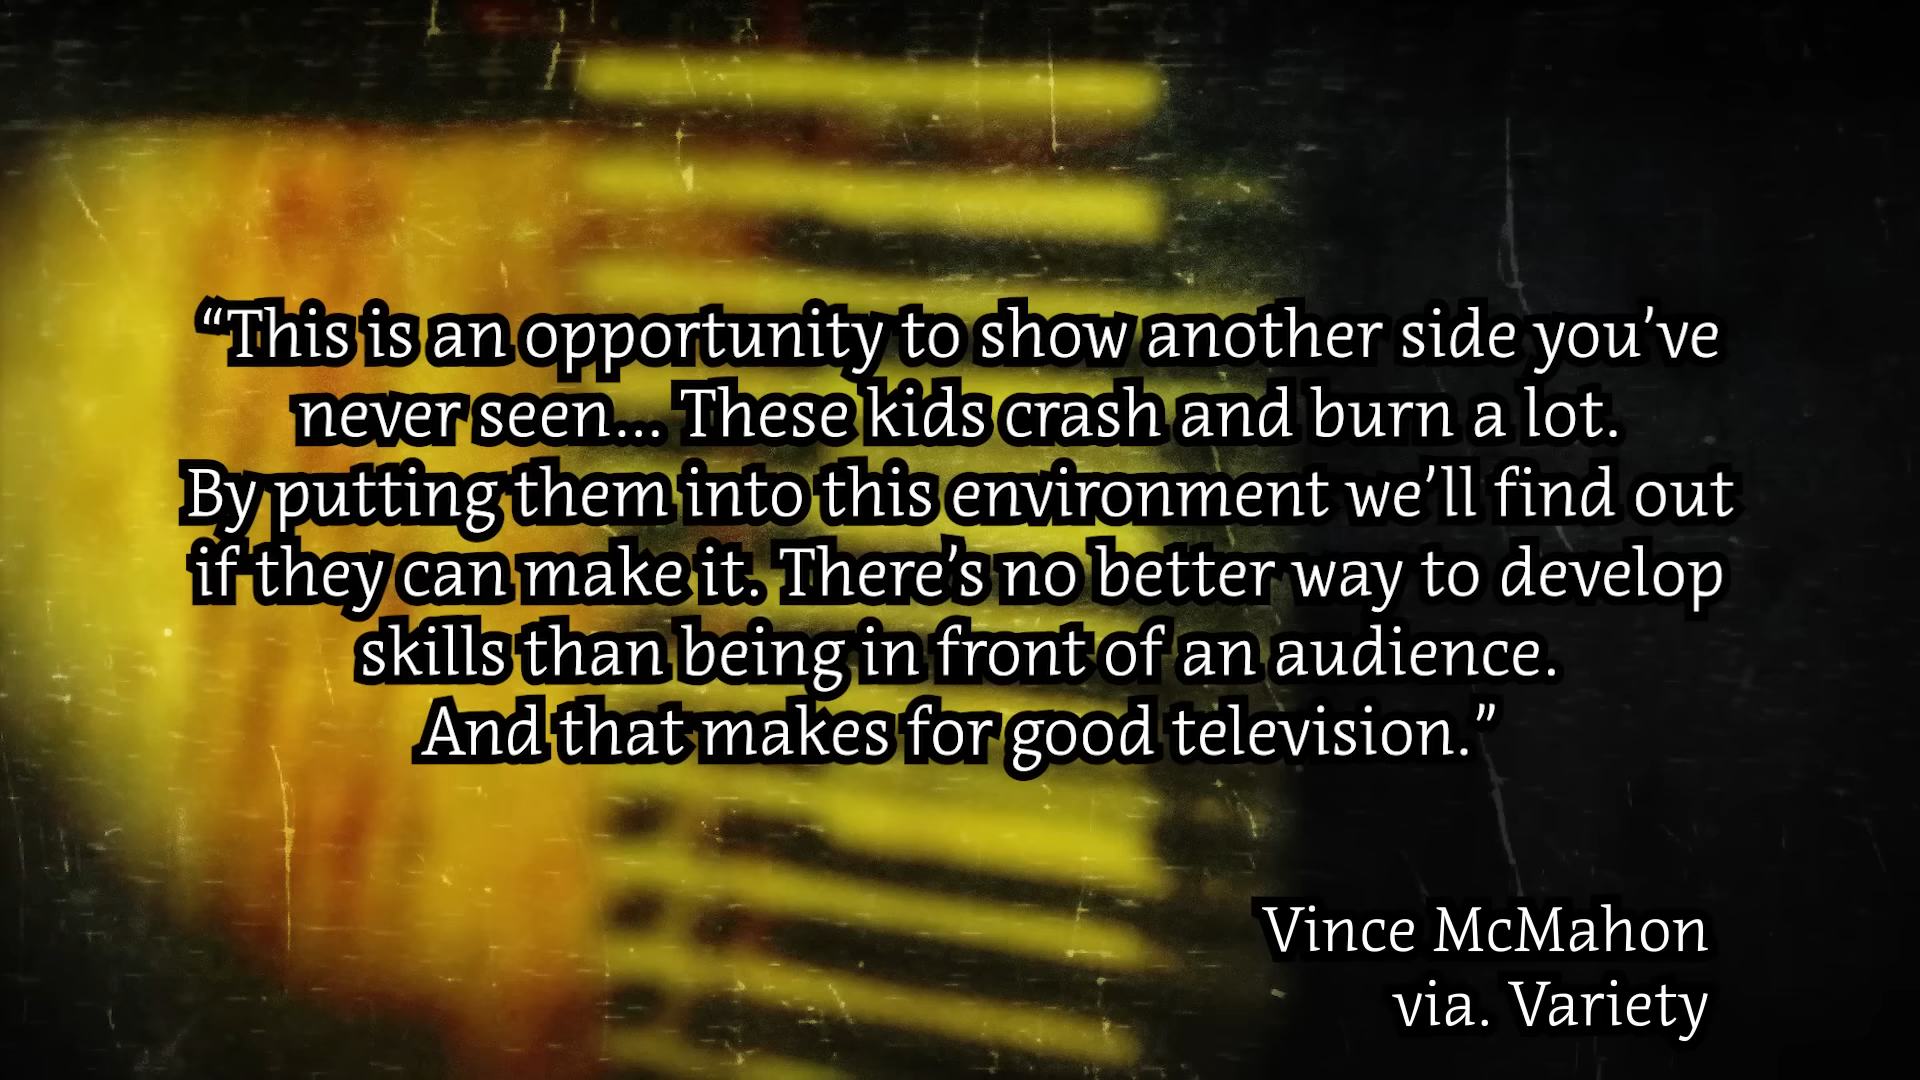 “This is an opportunity to show another side you’ve
never seen... These kids crash and burn a lot.
By putting them into this environment we’ll find out
if they can make it. There’s no better way to develop
skills than being in front of an audience.
And that makes for good television.”
Vince McMahon
via. Variety